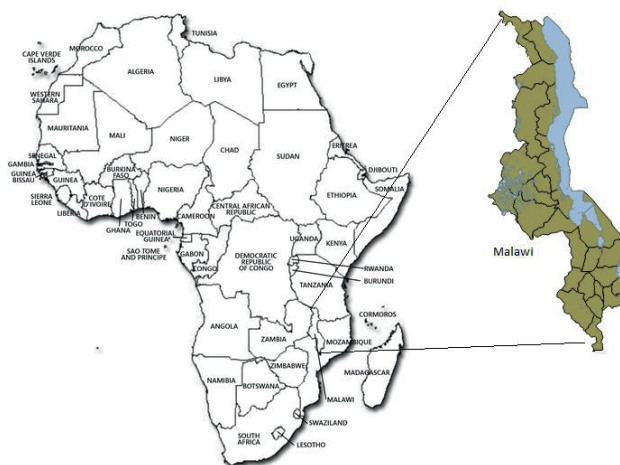 TUNISIA
MOROCCO
CAPE VERDE
ISLANDS
ALGERIA
LIBYA
EGYPT
WESTERN
SAHARA
MAURITANIA
MALI
NIGER
CHAD
SUDAN
ERITREA
DJIBOUTI
SENEGAL
GAMBIA
GUINEA
BISSAU
GUINEA
BURKINA
FASO
NIGERIA
ETHIOPIA
SOMALIA
SIERRA
LEONE
LIBERIA
COTE
D'IVOIRE
GHANA
TOGO
BENIN
CAMEROON
CENTRAL AFRICAN
REPUBLIC
EQUATORIAL
GUINEA
SAO TOME
AND PRINCIPE
GABON
CONGO
DEMOCRATIC
REPUBLIC
OF CONGO
UGANDA
KENYA
RWANDA
BURUNDI
TANZANIA
CORMOROS
ANGOLA
ZAMBIA
MOZAMBIQUE
ZIMBABWE
MADAGASCAR
NAMIBIA
BOTSWANA
MALAWI
SWAZILAND
SOUTH
AFRICA
LESOTHO
Malawi